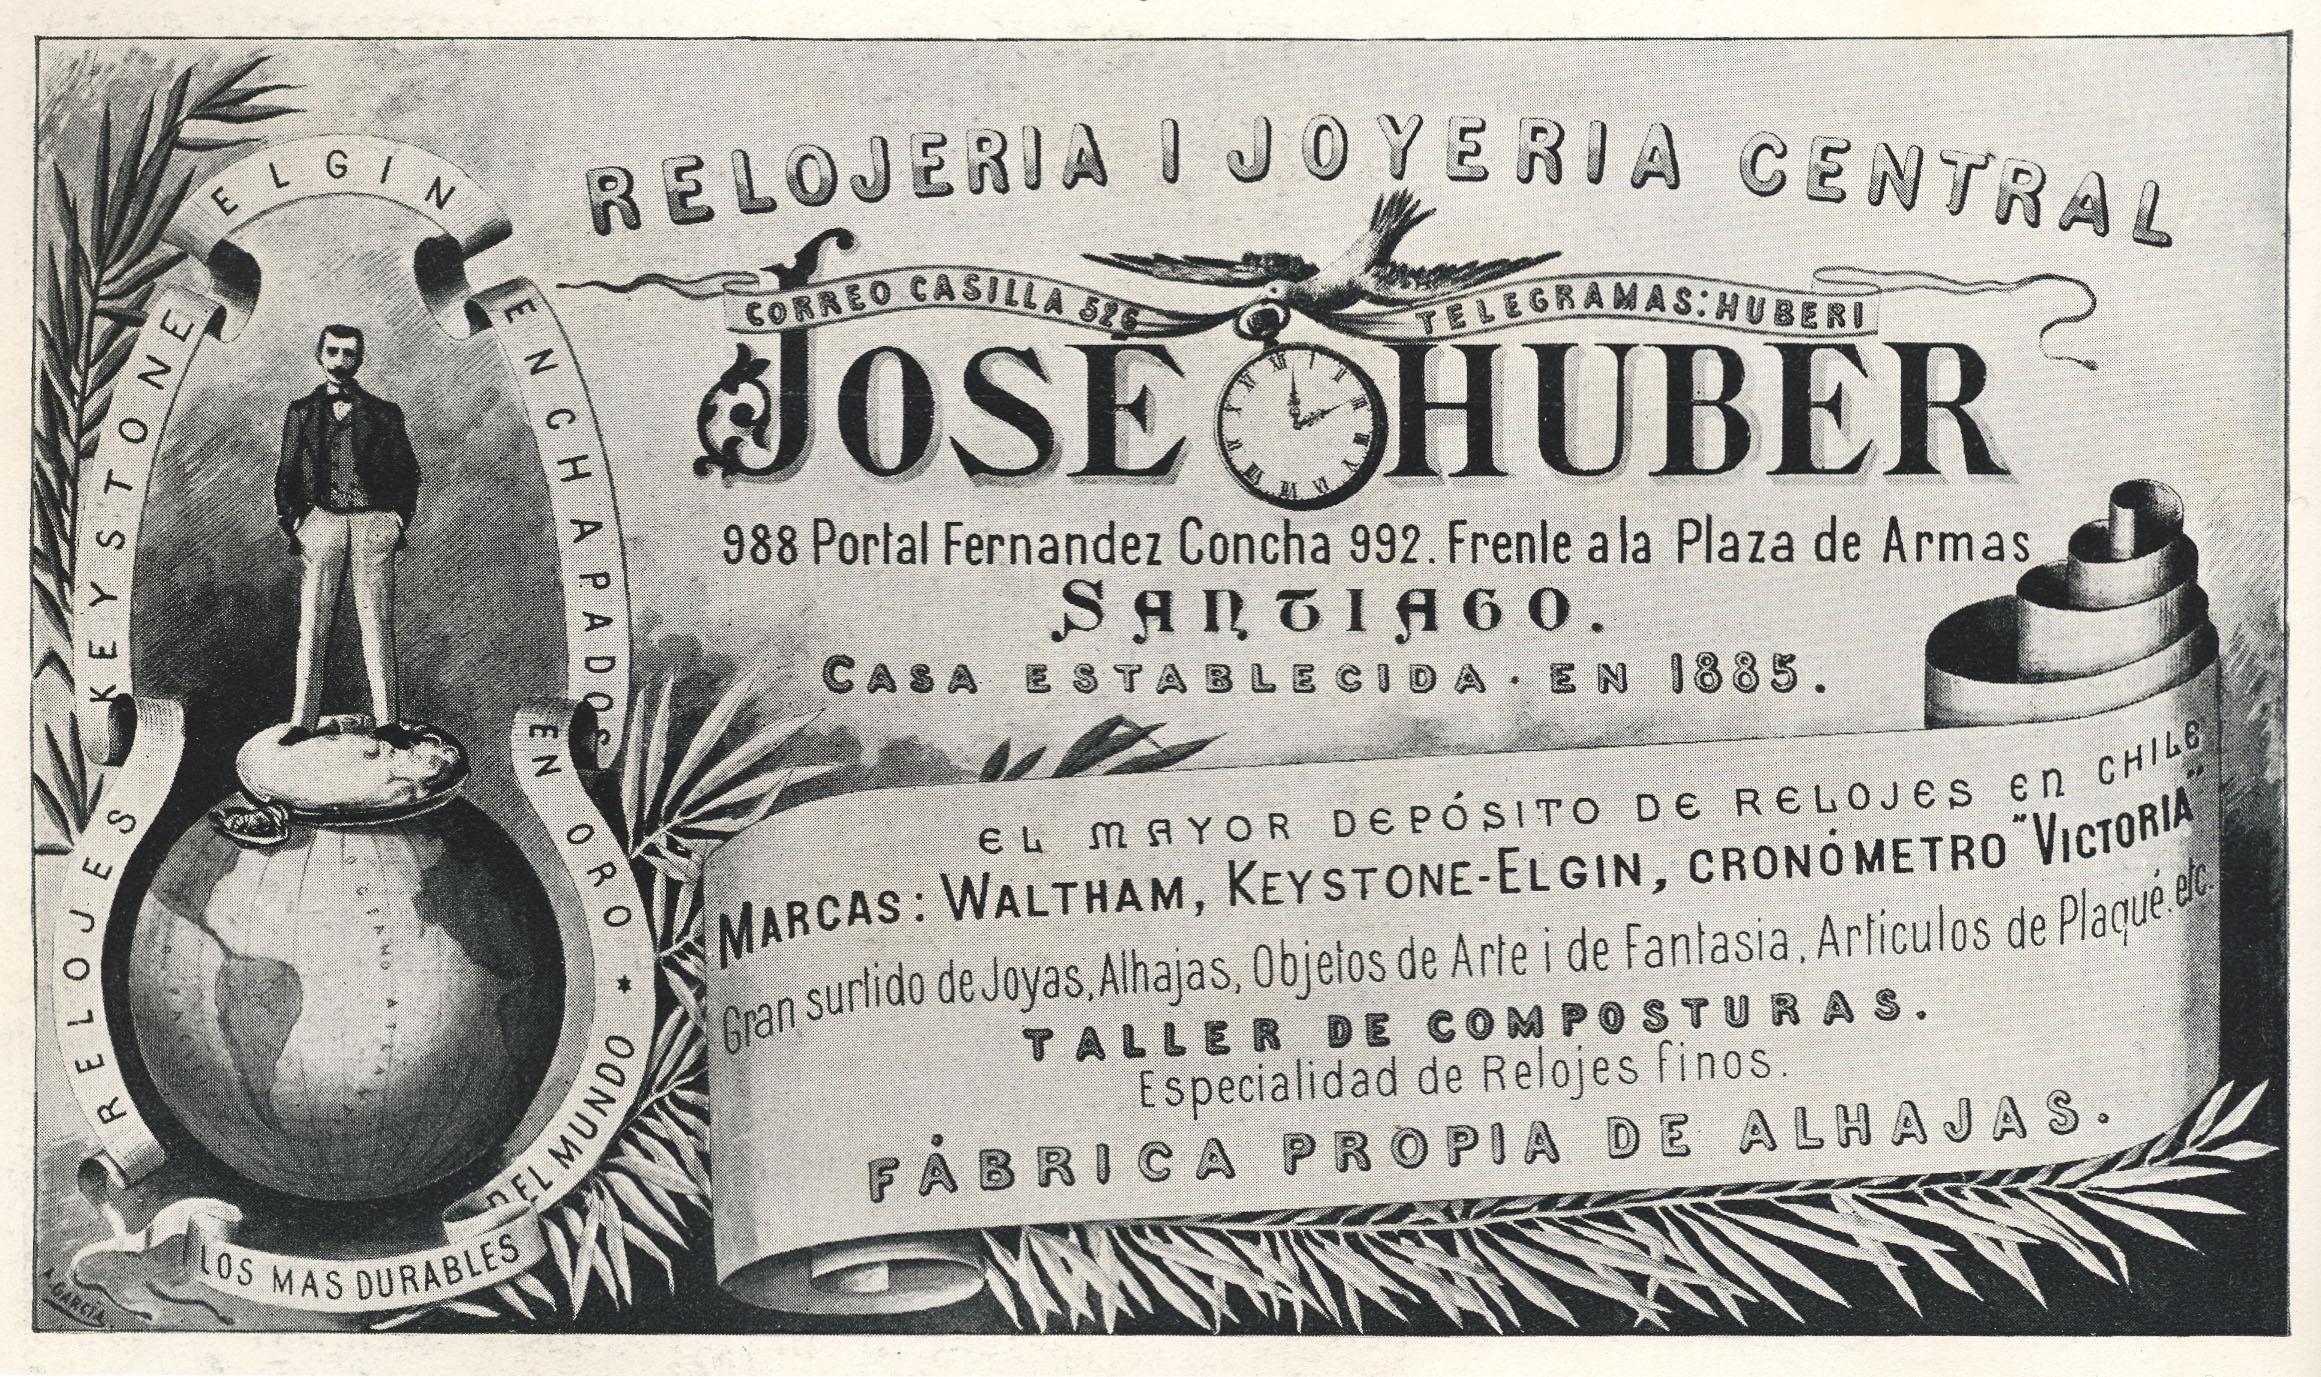 RELOJERIA I JOYERIA CENTRAL
CORREO CASILLA 526
TELEGRAMAS: HUBERI
JOSÉ HUBER
988 Portal Fernandez Concha 992. Frente a la Plaza de Armas
SANTIAGO.
CASA ESTABLECIDA · EN 1885.
RELOJES KEYSTONE ELGIN ENCHAPADOS EN ORO * LOS MAS DURABLES DEL MUNDO
EL MAYOR DEPÓSITO DE RELOJES EN CHILE
MARCAS: WALTHAM, KEYSTONE-ELGIN, CRONÓMETRO "VICTORIA"
Gran surtido de Joyas, Alhajas, Objetos de Arte i de Fantasia, Articulos de Plaqué. etc.
TALLER DE COMPOSTURAS.
Especialidad de Relojes finos.
FÁBRICA PROPIA DE ALHAJAS.
GARCIA